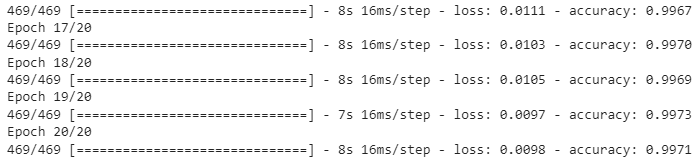 469/469 [==============================] - 8s 16ms/step - loss: 0.0111 - accuracy: 0.9967
Epoch 17/20
469/469 [==============================] - 8s 16ms/step - loss: 0.0103 - accuracy: 0.9970
Epoch 18/20
469/469 [==============================] - 8s 16ms/step - loss: 0.0105 - accuracy: 0.9969
Epoch 19/20
469/469 [==============================] - 7s 16ms/step - loss: 0.0097 - accuracy: 0.9973
Epoch 20/20
469/469 [==============================] - 8s 16ms/step - loss: 0.0098 - accuracy: 0.9971